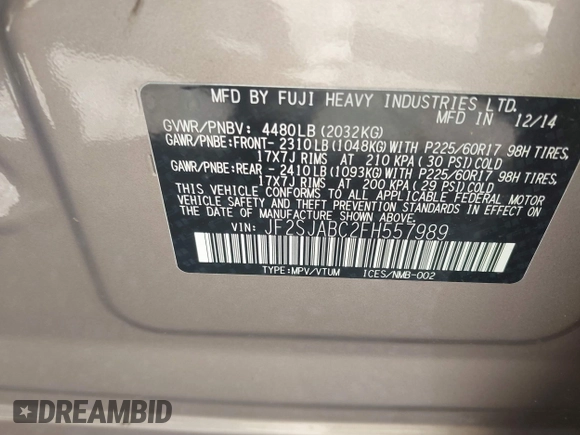 MFD BY FUJI HEAVY INDUSTRIES LTD.
MFD IN 12/14
GVWR/PNBV: 4480LB(2032KG)
GAWR/PNBE:FRONT- 2310LB(1048KG)WITH P225/60R17 98H TIRES,
17X7J RIMS AT 210 KPA(30 PSI)COLD
GAWR/PNBE:REAR - 2410LB(1093KG)WITH P225/60R17 98H TIRES,
17X7J RIMS AT 200 KPA(29 PSI)COLD
THIS VEHICLE CONFORMS TO ALL APPLICABLE FEDERAL MOTOR
VEHICLE SAFETY AND THEFT PREVENTION STANDARDS IN EFFECT
ON THE DATE OF MANUFACTURE SHOWN ABOVE.
VIN: JF2SJABC2FH557989
TYPE:MPV/VTUM ICES/NMB-002
DREAMBID